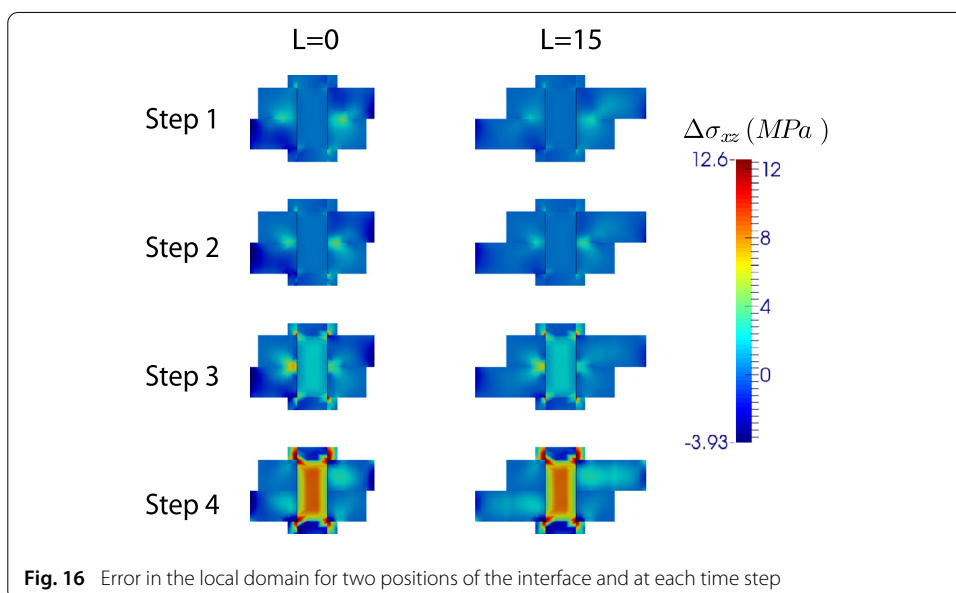 L=0 L=15
Step 1
Δσxz (MPa )
12.6
12
Step 2
8
4
Step 3
0
-3.93
Step 4
Fig. 16 Error in the local domain for two positions of the interface and at each time step